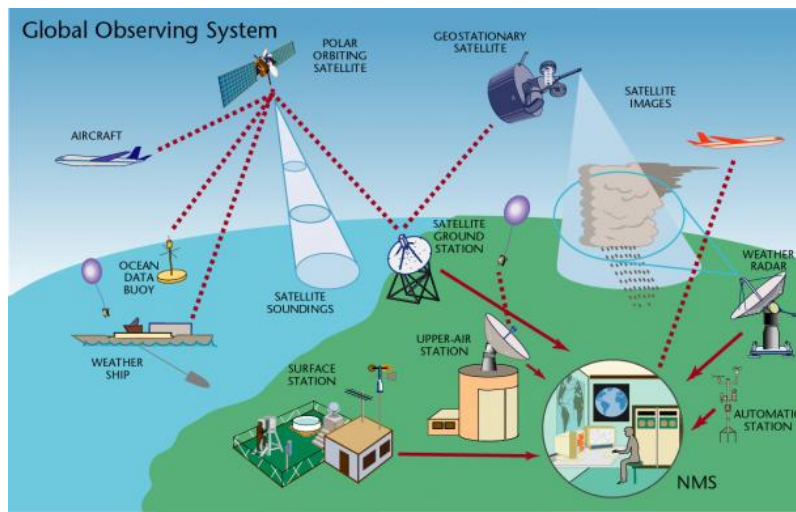 Global Observing System
POLAR
ORBITING
SATELLITE
GEOSTATIONARY
SATELLITE
SATELLITE
IMAGES
AIRCRAFT
SATELLITE
GROUND
STATION
OCEAN
DATA
BUOY
SATELLITE
SOUNDINGS
WEATHER
RADAR
WEATHER
SHIP
UPPER-AIR
STATION
SURFACE
STATION
AUTOMATIC
STATION
NMS